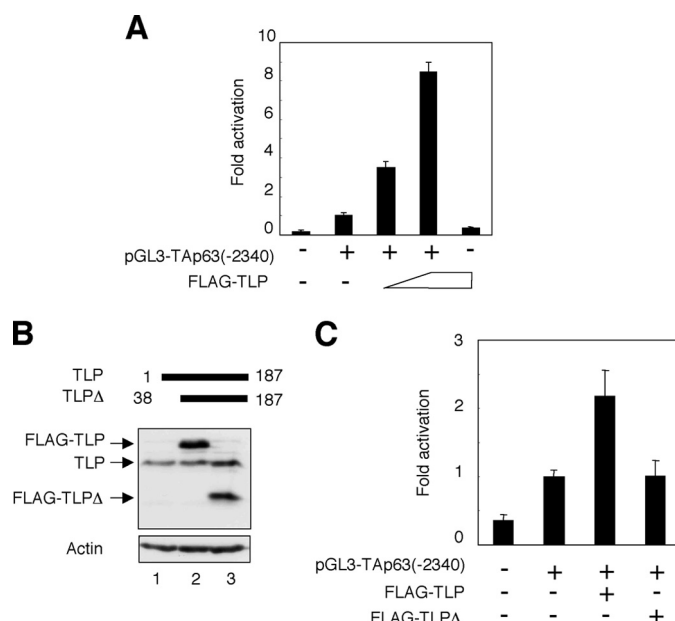 A
10
8
6
4
2
0
Fold activation
pGL3-TAp63(-2340) - + + + -
FLAG-TLP - -
B
TLP 1 187
TLPΔ 38 187
FLAG-TLP
TLP
FLAG-TLPΔ
Actin
1 2 3
C
3
2
1
0
Fold activation
pGL3-TAp63(-2340) - + + +
FLAG-TLP - - + -
FLAG-TLPΔ - - - +